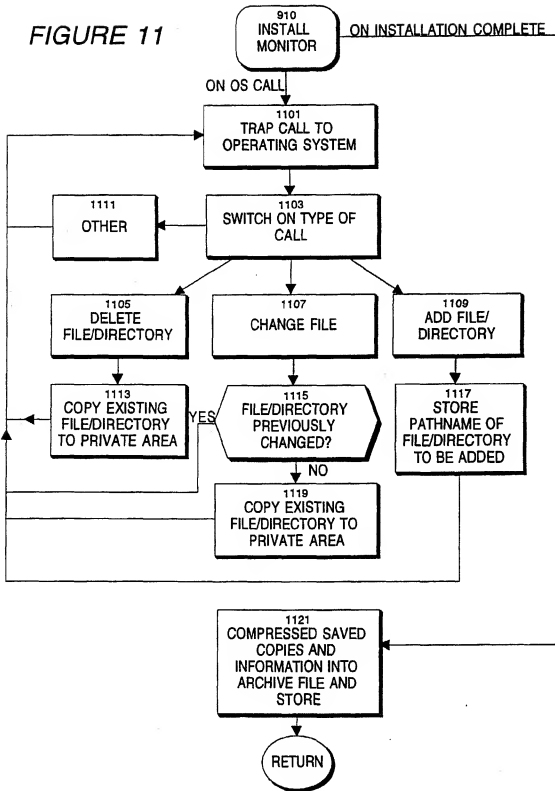 FIGURE 11
910
INSTALL
MONITOR
ON INSTALLATION COMPLETE
ON OS CALL
1101
TRAP CALL TO
OPERATING SYSTEM
1111
OTHER
1103
SWITCH ON TYPE OF
CALL
1105
DELETE
FILE/DIRECTORY
1107
CHANGE FILE
1109
ADD FILE/
DIRECTORY
1113
COPY EXISTING
FILE/DIRECTORY
TO PRIVATE AREA
YES
1115
FILE/DIRECTORY
PREVIOUSLY
CHANGED?
1117
STORE
PATHNAME OF
FILE/DIRECTORY
TO BE ADDED
NO
1119
COPY EXISTING
FILE/DIRECTORY TO
PRIVATE AREA
1121
COMPRESSED SAVED
COPIES AND
INFORMATION INTO
ARCHIVE FILE AND
STORE
RETURN